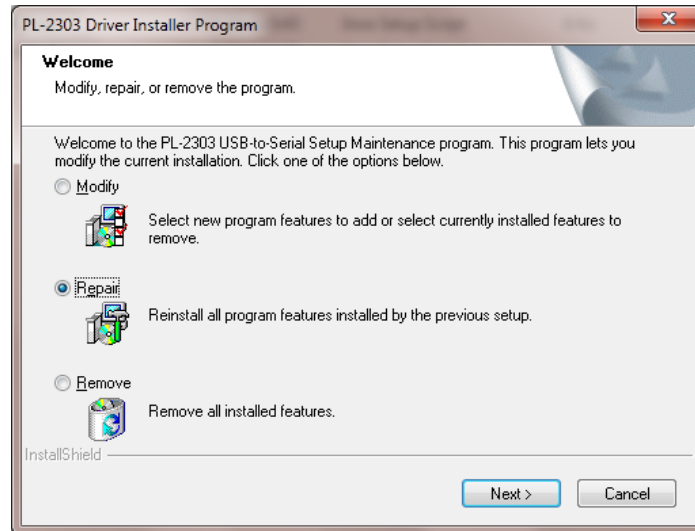 PL-2303 Driver Installer Program
Welcome
Modify, repair, or remove the program.
Welcome to the PL-2303 USB-to-Serial Setup Maintenance program. This program lets you
modify the current installation. Click one of the options below.
Modify
Select new program features to add or select currently installed features to
remove.
Repair
Reinstall all program features installed by the previous setup.
Remove
Remove all installed features.
InstallShield
Next >
Cancel